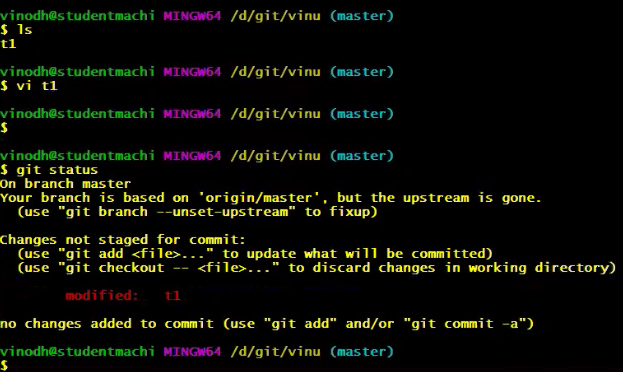 vinodh@studentmachi MINGW64 /d/git/vinu (master)
$ ls
t1
vinodh@studentmachi MINGW64 /d/git/vinu (master)
$ vi t1
vinodh@studentmachi MINGW64 /d/git/vinu (master)
$
vinodh@studentmachi MINGW64 /d/git/vinu (master)
$ git status
On branch master
Your branch is based on 'origin/master', but the upstream is gone.
  (use "git branch --unset-upstream" to fixup)
Changes not staged for commit:
  (use "git add <file>..." to update what will be committed)
  (use "git checkout -- <file>..." to discard changes in working directory)
        modified:   t1
no changes added to commit (use "git add" and/or "git commit -a")
vinodh@studentmachi MINGW64 /d/git/vinu (master)
$